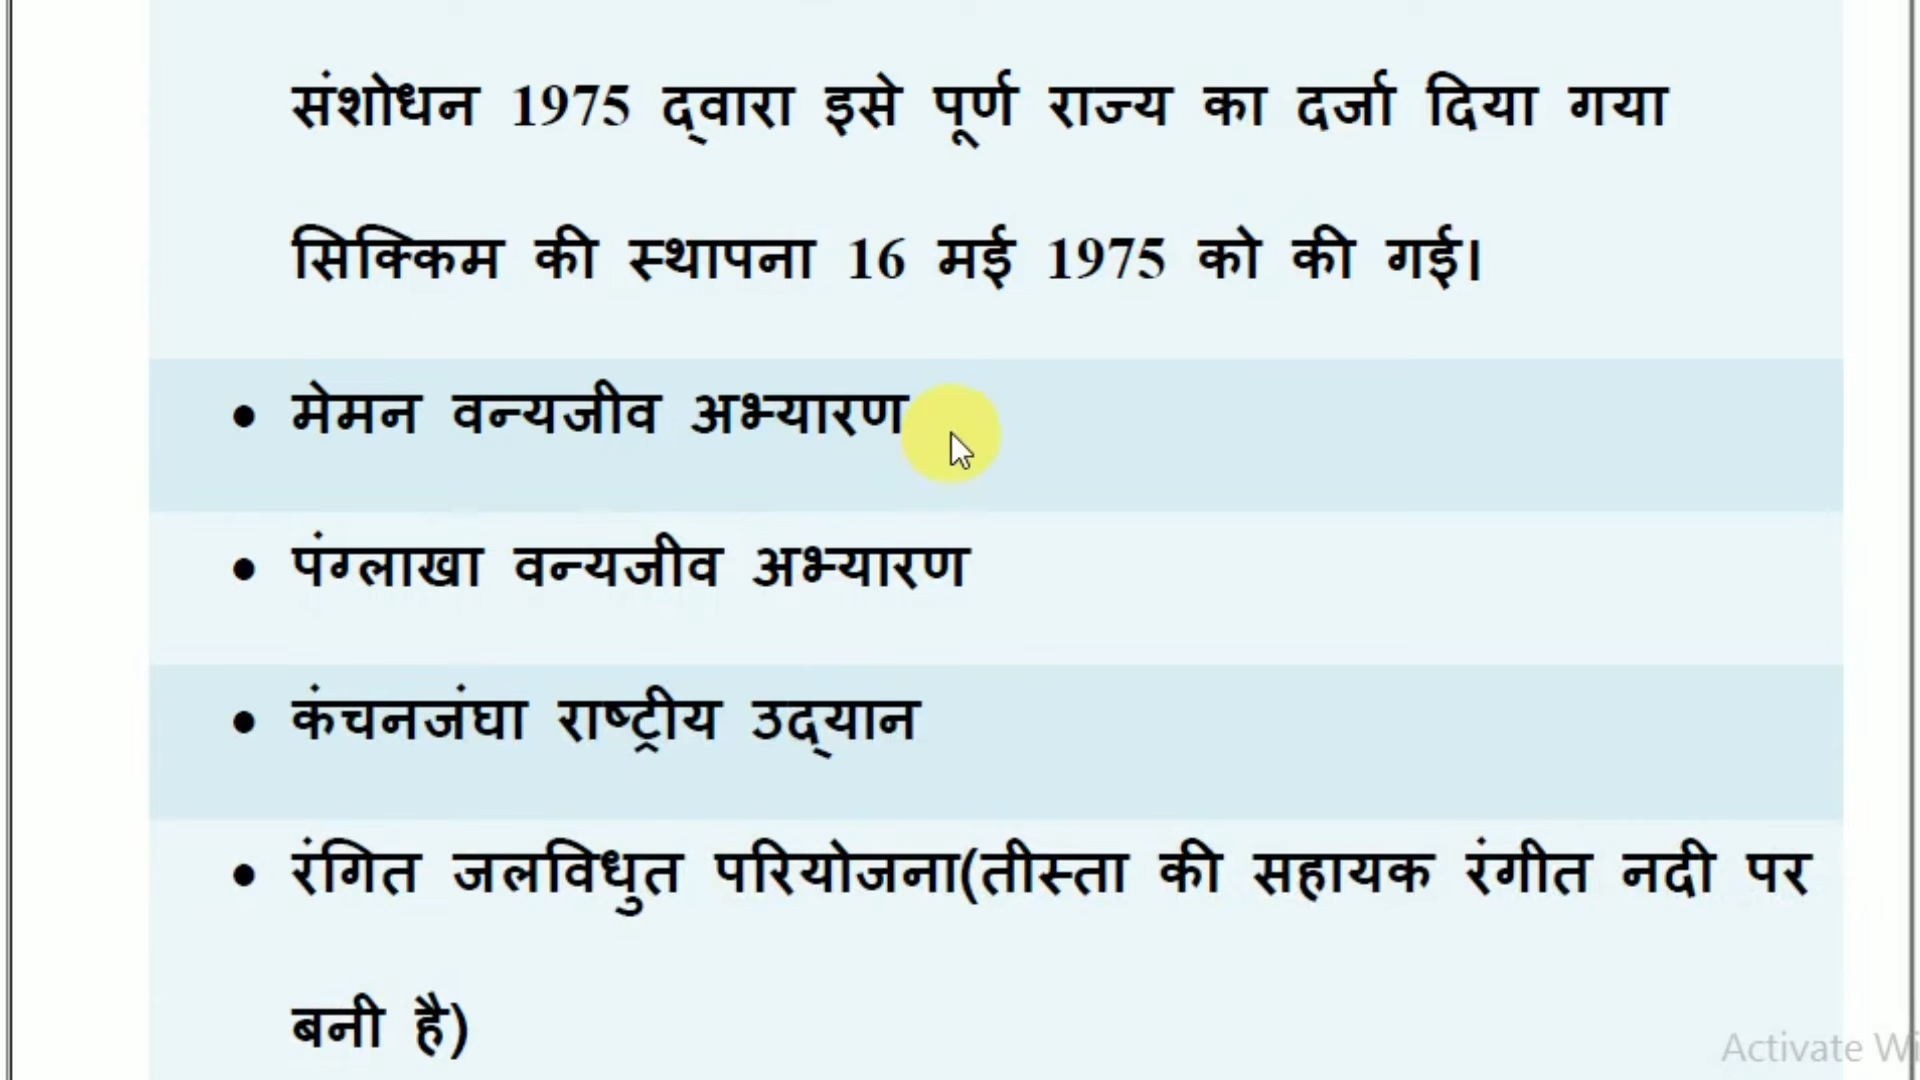 संशोधन 1975 द्वारा इसे पूर्ण राज्य का दर्जा दिया गया
सिक्किम की स्थापना 16 मई 1975 को की गई।
• मेमन वन्यजीव अभ्यारण
• पंग्लाखा वन्यजीव अभ्यारण
• कंचनजंघा राष्ट्रीय उद्यान
• रंगित जलविधुत परियोजना(तीस्ता की सहायक रंगीत नदी पर
बनी है)
Activate